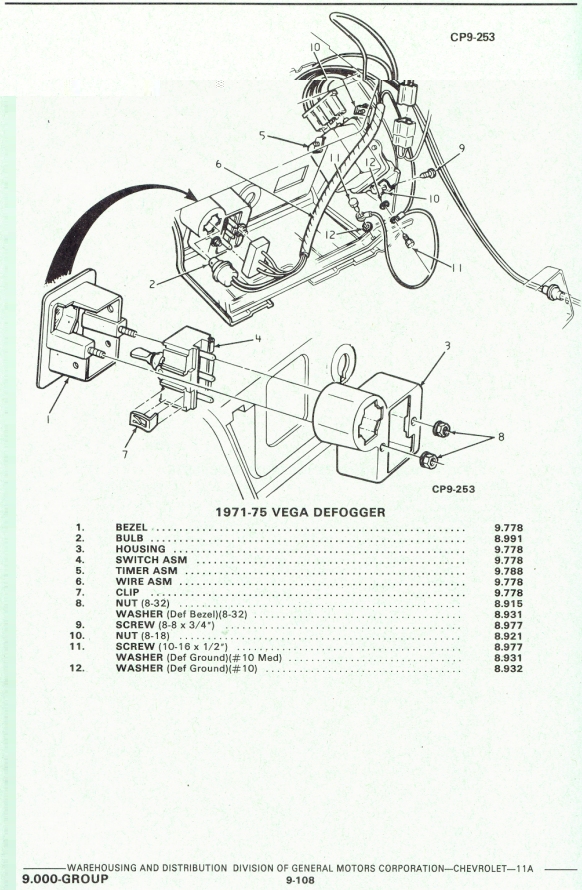 CP9-253
10
5
11
12
9
6
10
12
2
11
4
3
1
7
8
CP9-253
1971-75 VEGA DEFOGGER
1. BEZEL 9.778
2. BULB 8.991
3. HOUSING 9.778
4. SWITCH ASM 9.778
5. TIMER ASM 9.788
6. WIRE ASM 9.778
7. CLIP 9.778
8. NUT (8-32) 8.915
WASHER (Def Bezel)(8-32) 8.931
9. SCREW (8-8 x 3/4") 8.977
10. NUT (8-18) 8.921
11. SCREW (10-16 x 1/2") 8.977
WASHER (Def Ground)(#10 Med) 8.931
12. WASHER (Def Ground)(#10) 8.932
WAREHOUSING AND DISTRIBUTION DIVISION OF GENERAL MOTORS CORPORATION—CHEVROLET—11A
9.000-GROUP 9-108